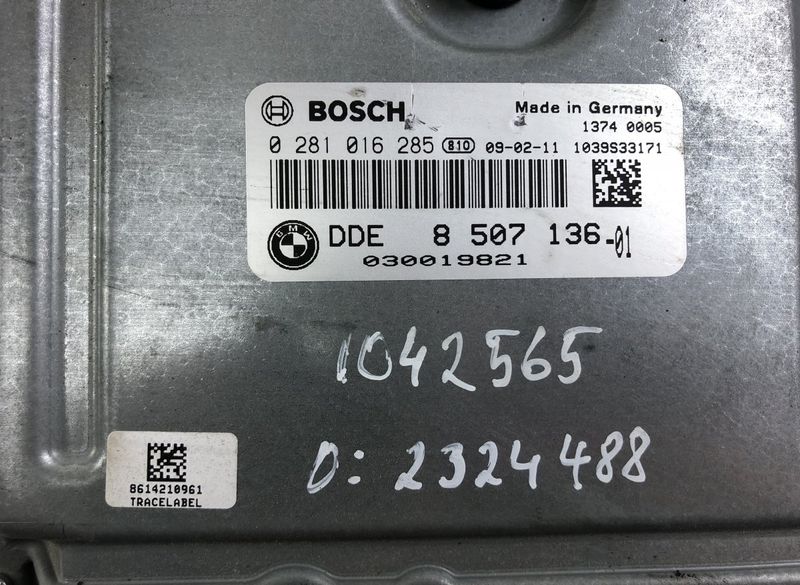 BOSCH Made in Germany
1374 0005
0 281 016 285 810 09-02-11 1039S33171
BMW DDE 8 507 136-01
030019821
1042565
D: 2324488
8614210961
TRACELABEL